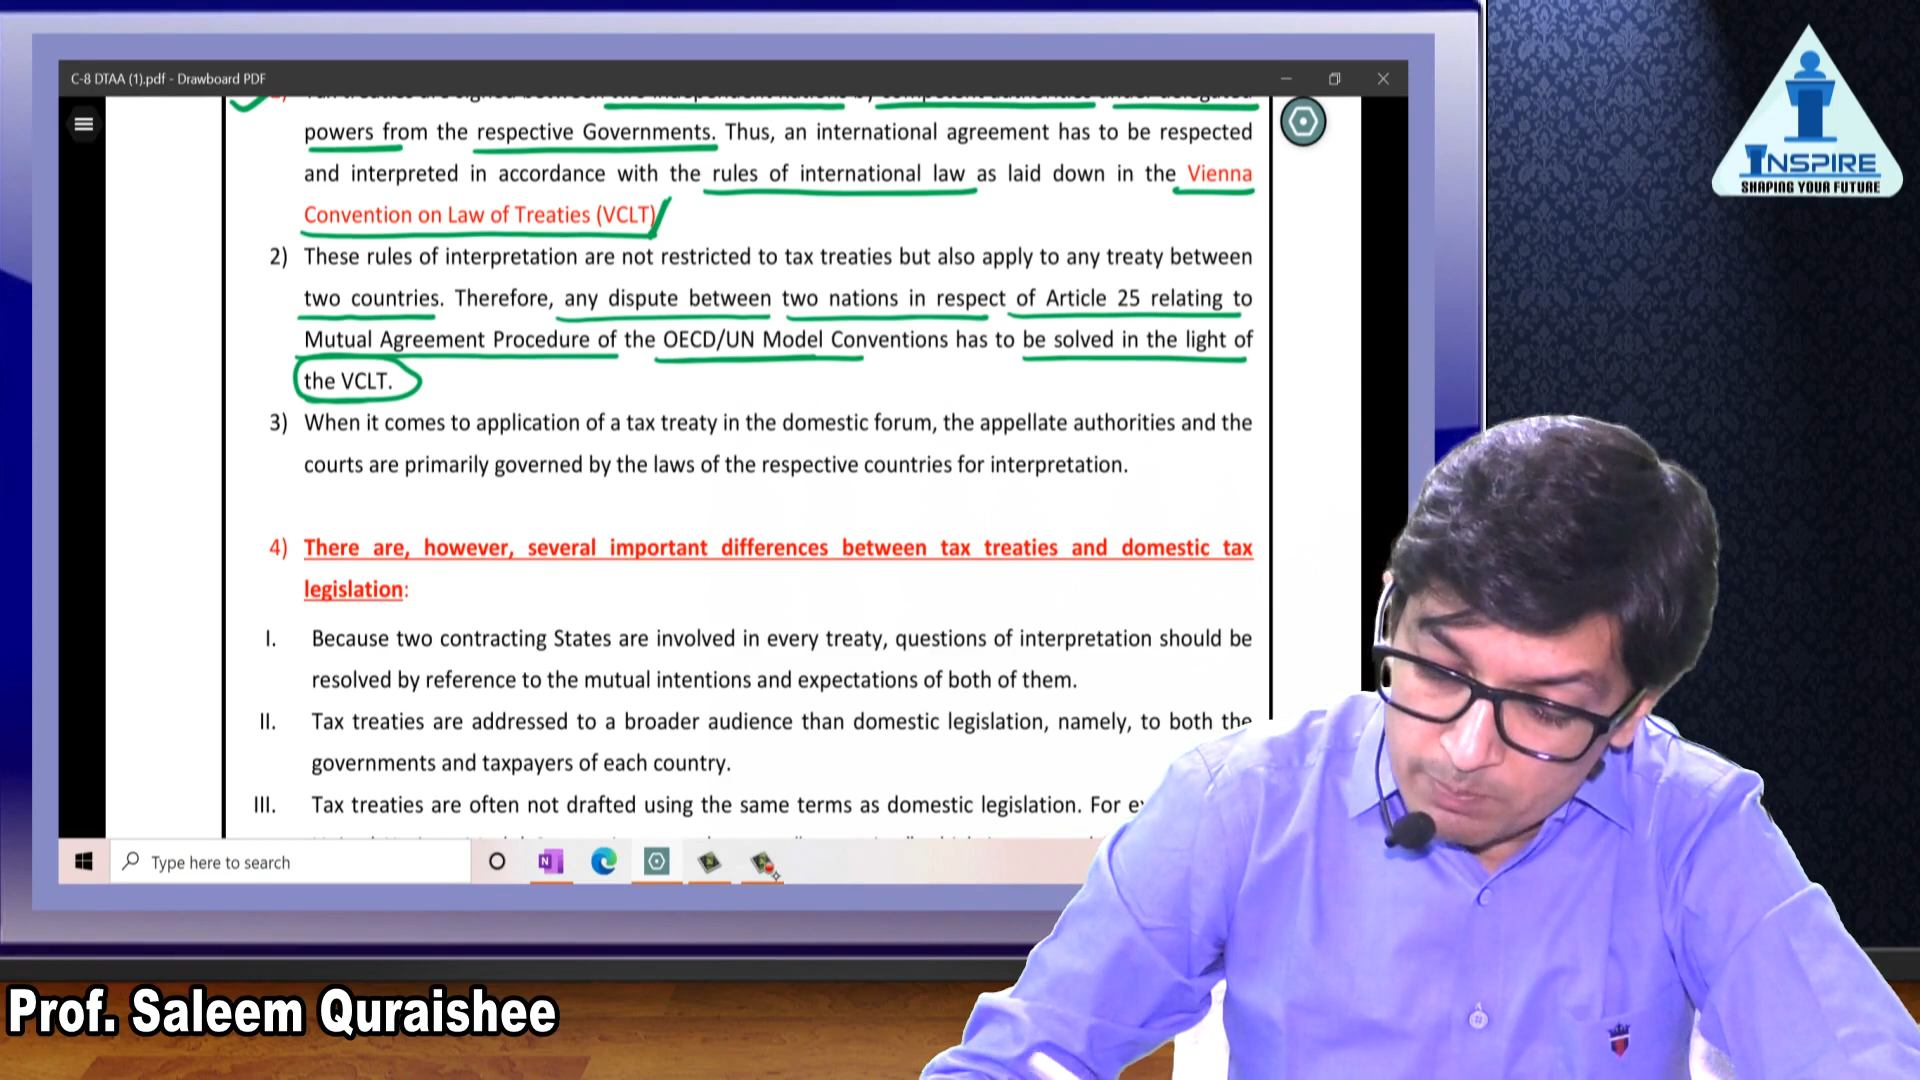 C-8 DTAA (1).pdf - Drawboard PDF
powers from the respective Governments. Thus, an international agreement has to be respected
and interpreted in accordance with the rules of international law as laid down in the Vienna
Convention on Law of Treaties (VCLT)
2) These rules of interpretation are not restricted to tax treaties but also apply to any treaty between
two countries. Therefore, any dispute between two nations in respect of Article 25 relating to
Mutual Agreement Procedure of the OECD/UN Model Conventions has to be solved in the light of
the VCLT.
3) When it comes to application of a tax treaty in the domestic forum, the appellate authorities and the
courts are primarily governed by the laws of the respective countries for interpretation.
4) There are, however, several important differences between tax treaties and domestic tax
legislation:
I. Because two contracting States are involved in every treaty, questions of interpretation should be
resolved by reference to the mutual intentions and expectations of both of them.
II. Tax treaties are addressed to a broader audience than domestic legislation, namely, to both the
governments and taxpayers of each country.
III. Tax treaties are often not drafted using the same terms as domestic legislation. For
Type here to search
N
INSPIRE
SHAPING YOUR FUTURE
Prof. Saleem Quraishee